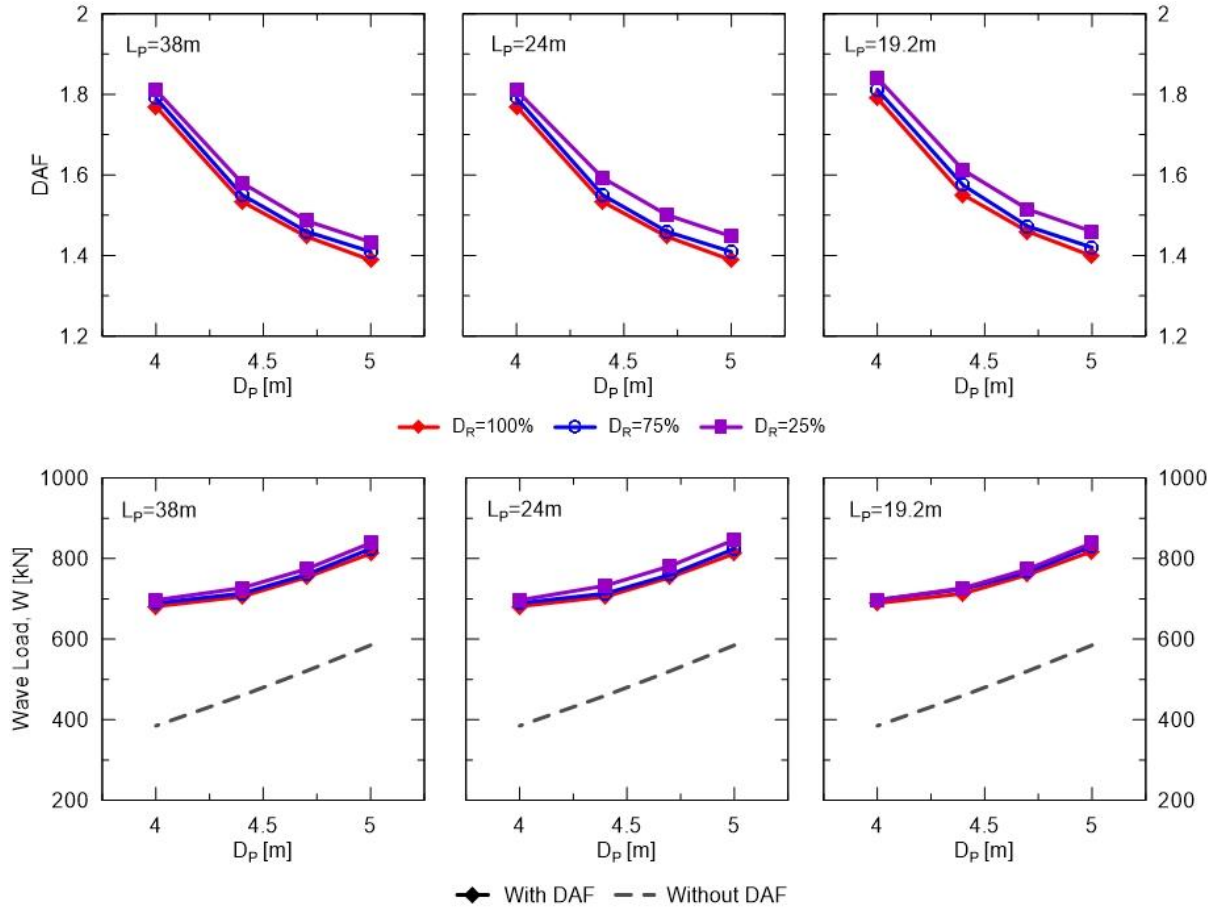 2 2
L_P=38m L_P=24m L_P=19.2m
1.8 1.8
DAF
1.6 1.6
1.4 1.4
1.2 1.2
4 4.5 5 4 4.5 5 4 4.5 5
D_P [m] D_P [m] D_P [m]
D_R=100% D_R=75% D_R=25%
1000 1000
L_P=38m L_P=24m L_P=19.2m
800 800
Wave Load, W [kN]
600 600
400 400
200 200
4 4.5 5 4 4.5 5 4 4.5 5
D_P [m] D_P [m] D_P [m]
With DAF Without DAF